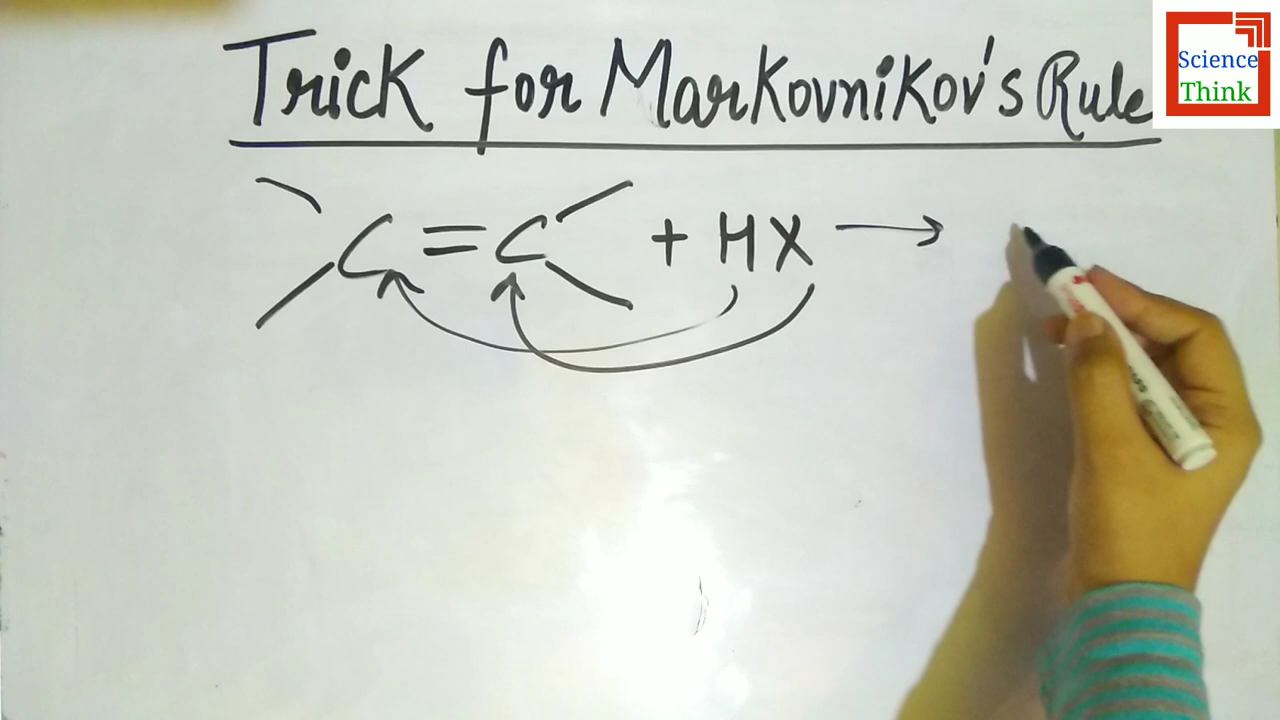 Trick for Markovnikov's Rule
Science
Think
C = C + HX →